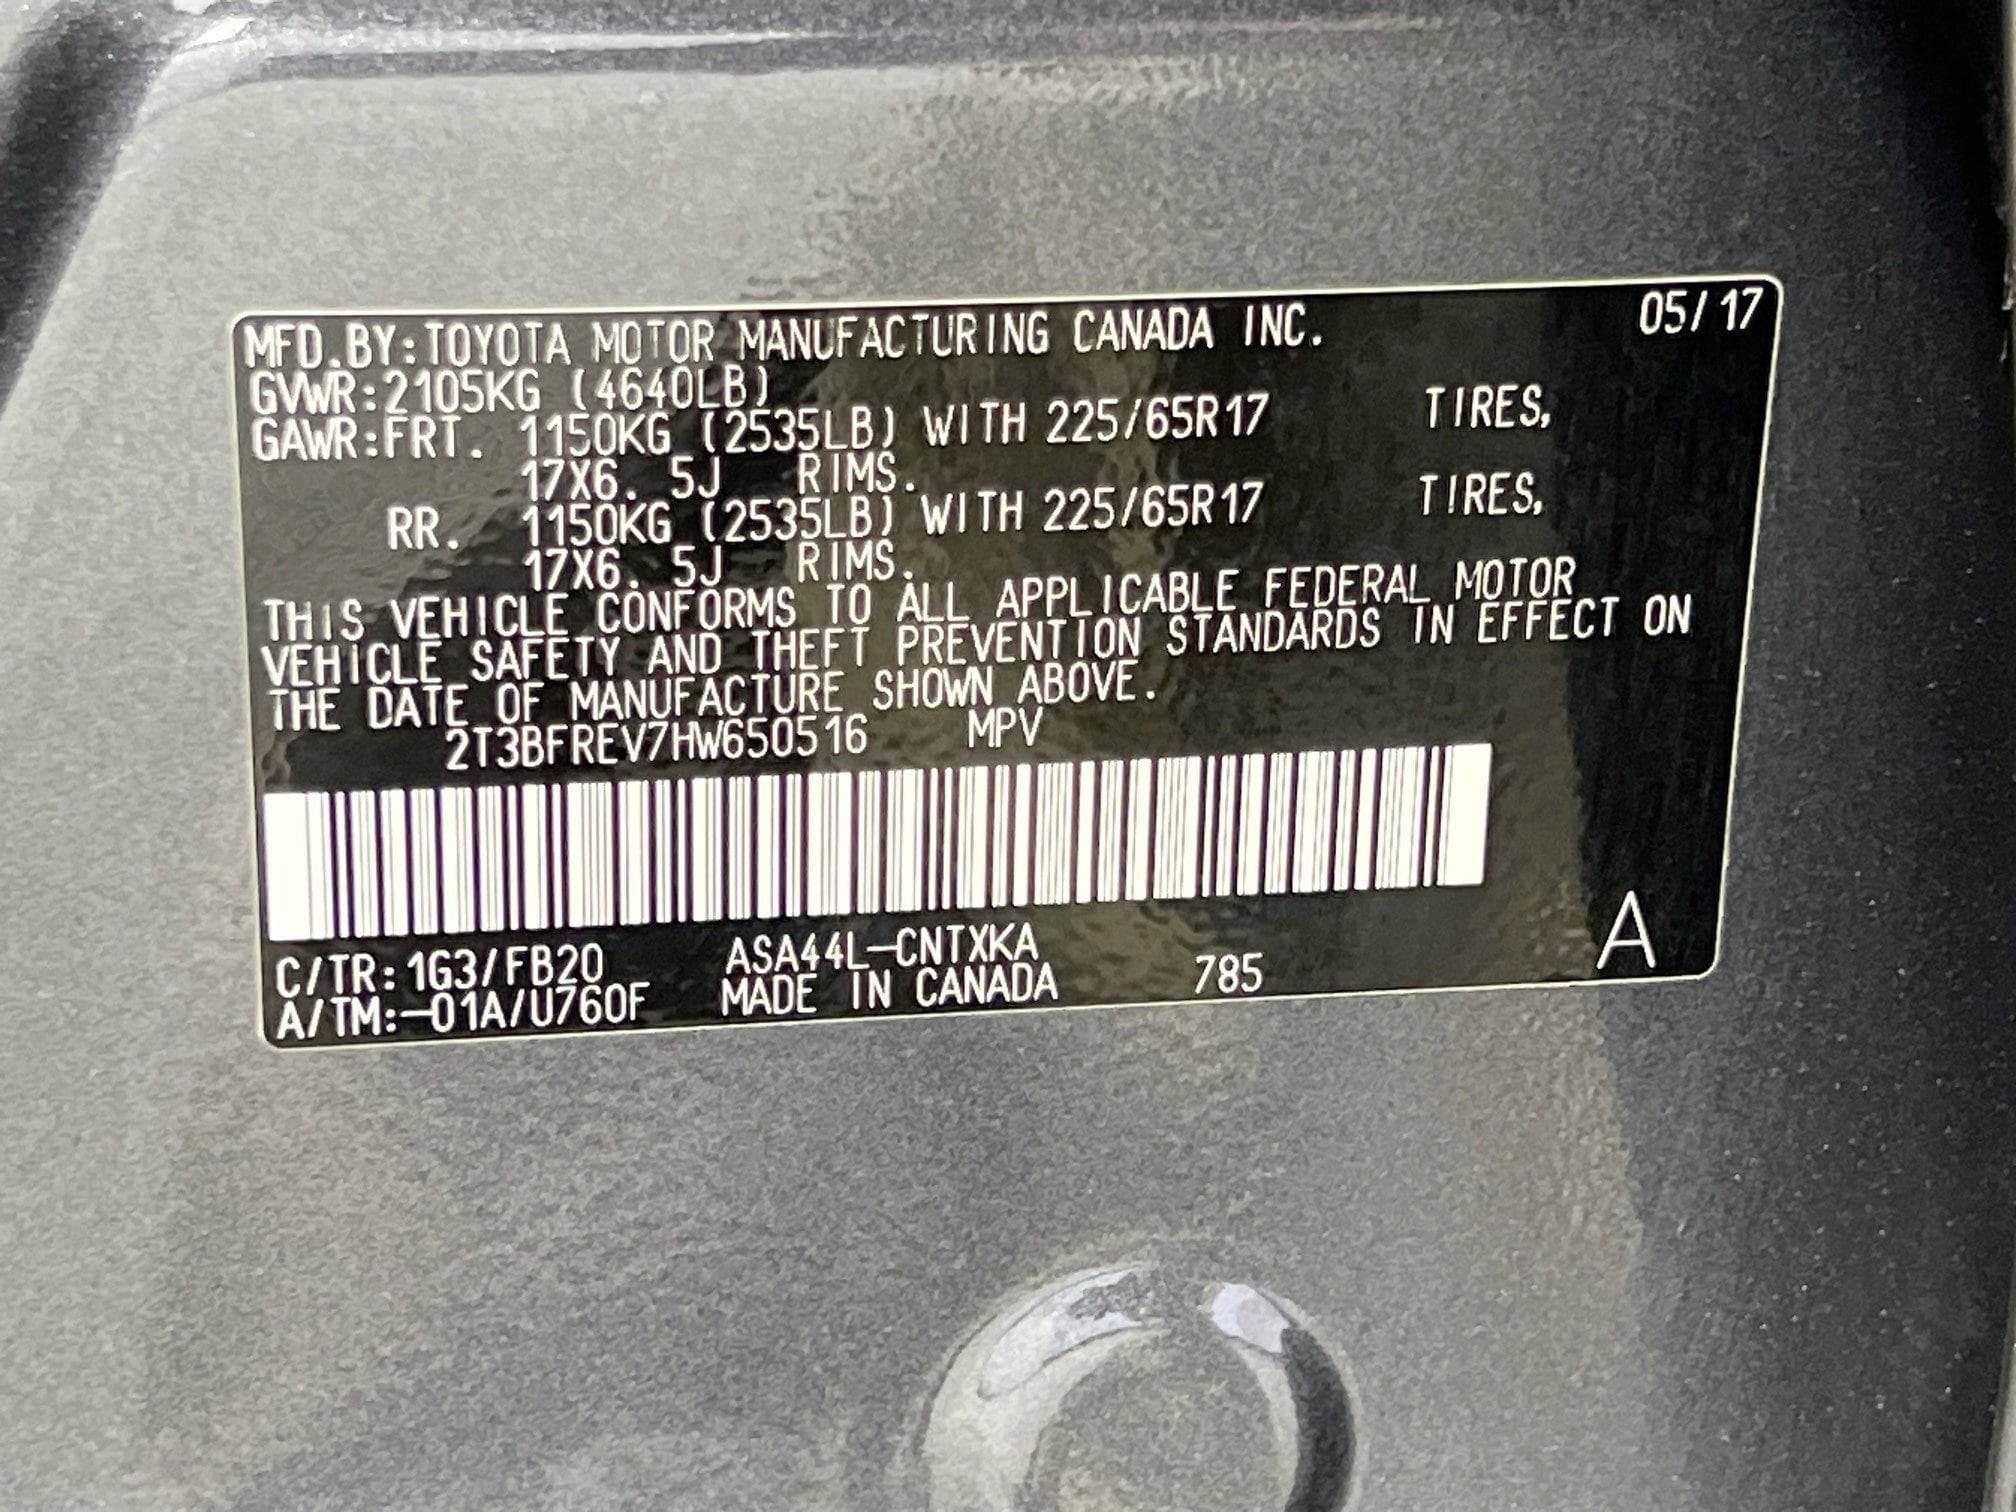 MFD.BY:TOYOTA MOTOR MANUFACTURING CANADA INC. 05/17
GVWR:2105KG (4640LB)
GAWR:FRT. 1150KG (2535LB) WITH 225/65R17 TIRES,
17X6.5J RIMS.
RR. 1150KG (2535LB) WITH 225/65R17 TIRES,
17X6.5J RIMS.
THIS VEHICLE CONFORMS TO ALL APPLICABLE FEDERAL MOTOR
VEHICLE SAFETY AND THEFT PREVENTION STANDARDS IN EFFECT ON
THE DATE OF MANUFACTURE SHOWN ABOVE.
2T3BFREV7HW650516 MPV
C/TR:1G3/FB20 ASA44L-CNTXKA
A/TM:-01A/U760F MADE IN CANADA 785 A